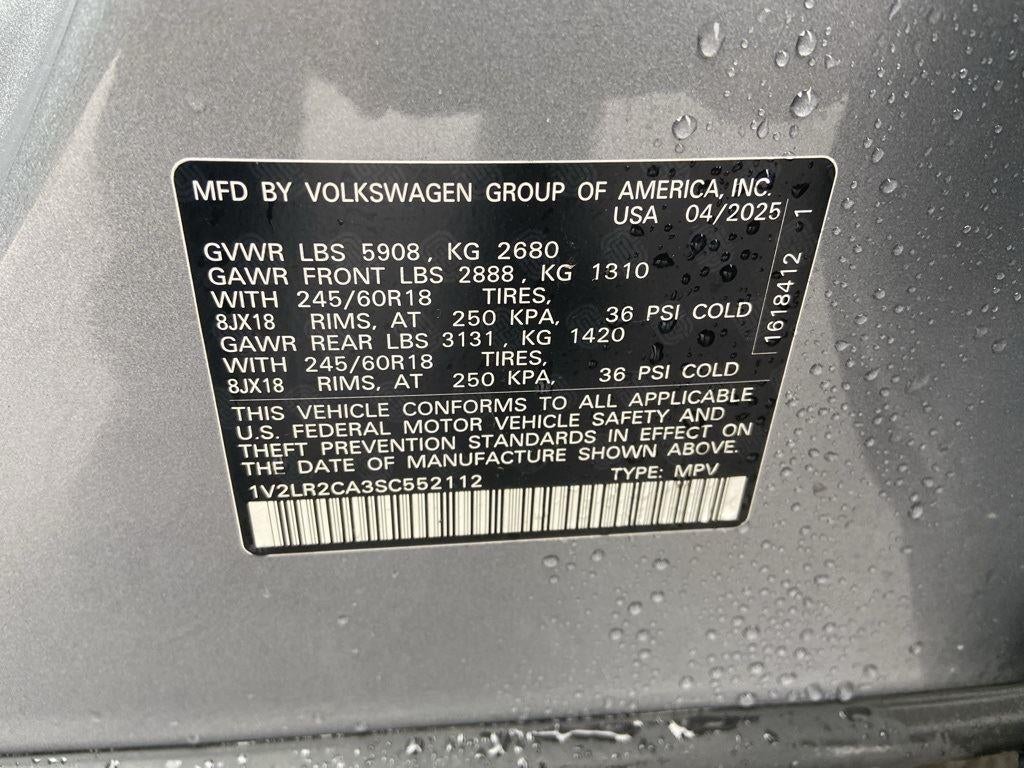 MFD BY VOLKSWAGEN GROUP OF AMERICA, INC.
USA 04/2025
GVWR LBS 5908, KG 2680
GAWR FRONT LBS 2888, KG 1310
WITH 245/60R18 TIRES,
8JX18 RIMS, AT 250 KPA, 36 PSI COLD
GAWR REAR LBS 3131, KG 1420
WITH 245/60R18 TIRES,
8JX18 RIMS, AT 250 KPA, 36 PSI COLD
1618412 1
THIS VEHICLE CONFORMS TO ALL APPLICABLE
U.S. FEDERAL MOTOR VEHICLE SAFETY AND
THEFT PREVENTION STANDARDS IN EFFECT ON
THE DATE OF MANUFACTURE SHOWN ABOVE.
1V2LR2CA3SC552112 TYPE: MPV